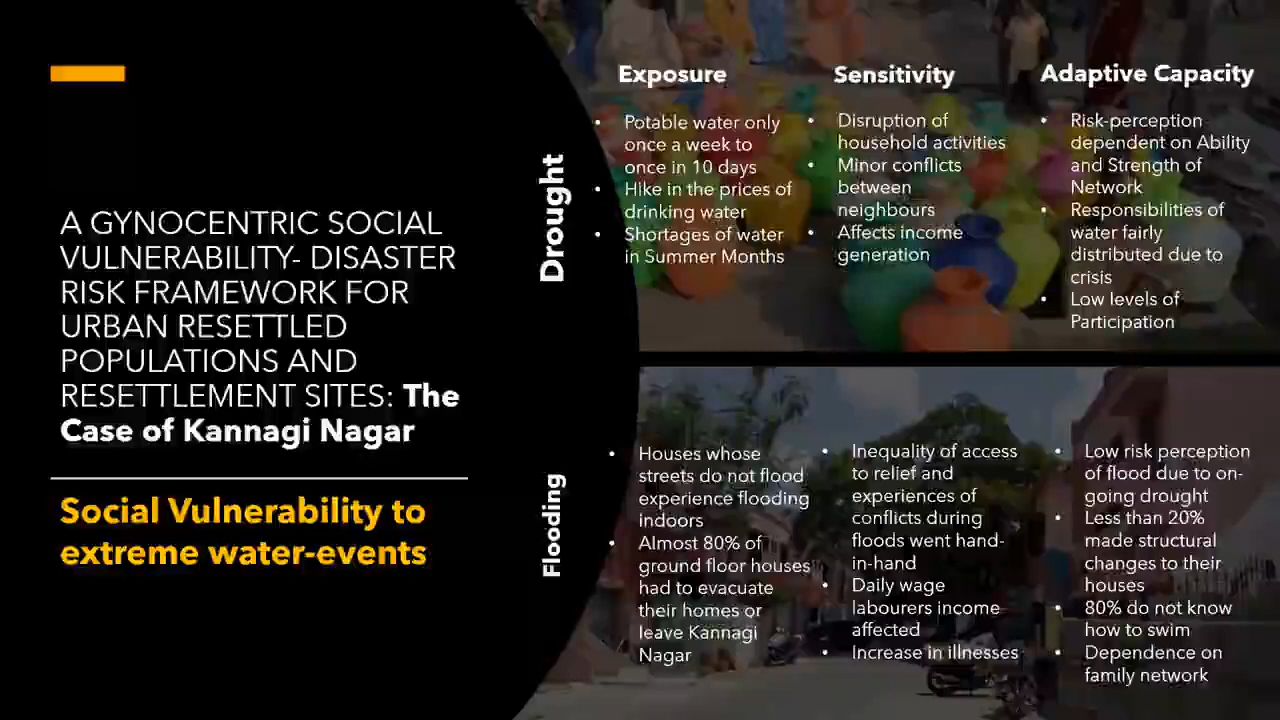 A GYNOCENTRIC SOCIAL
VULNERABILITY- DISASTER
RISK FRAMEWORK FOR
URBAN RESETTLED
POPULATIONS AND
RESETTLEMENT SITES: The
Case of Kannagi Nagar
Social Vulnerability to
extreme water-events
Exposure
Sensitivity
Adaptive Capacity
Drought
• Potable water only
once a week to
once in 10 days
• Hike in the prices of
drinking water
• Shortages of water
in Summer Months
• Disruption of
household activities
• Minor conflicts
between
neighbours
• Affects income
generation
• Risk-perception
dependent on Ability
and Strength of
Network
• Responsibilities of
water fairly
distributed due to
crisis
• Low levels of
Participation
Flooding
• Houses whose
streets do not flood
experience flooding
indoors
• Almost 80% of
ground floor houses
had to evacuate
their homes or
leave Kannagi
Nagar
• Inequality of access
to relief and
experiences of
conflicts during
floods went hand-
in-hand
• Daily wage
labourers income
affected
• Increase in illnesses
• Low risk perception
of flood due to on-
going drought
• Less than 20%
made structural
changes to their
houses
• 80% do not know
how to swim
• Dependence on
family network